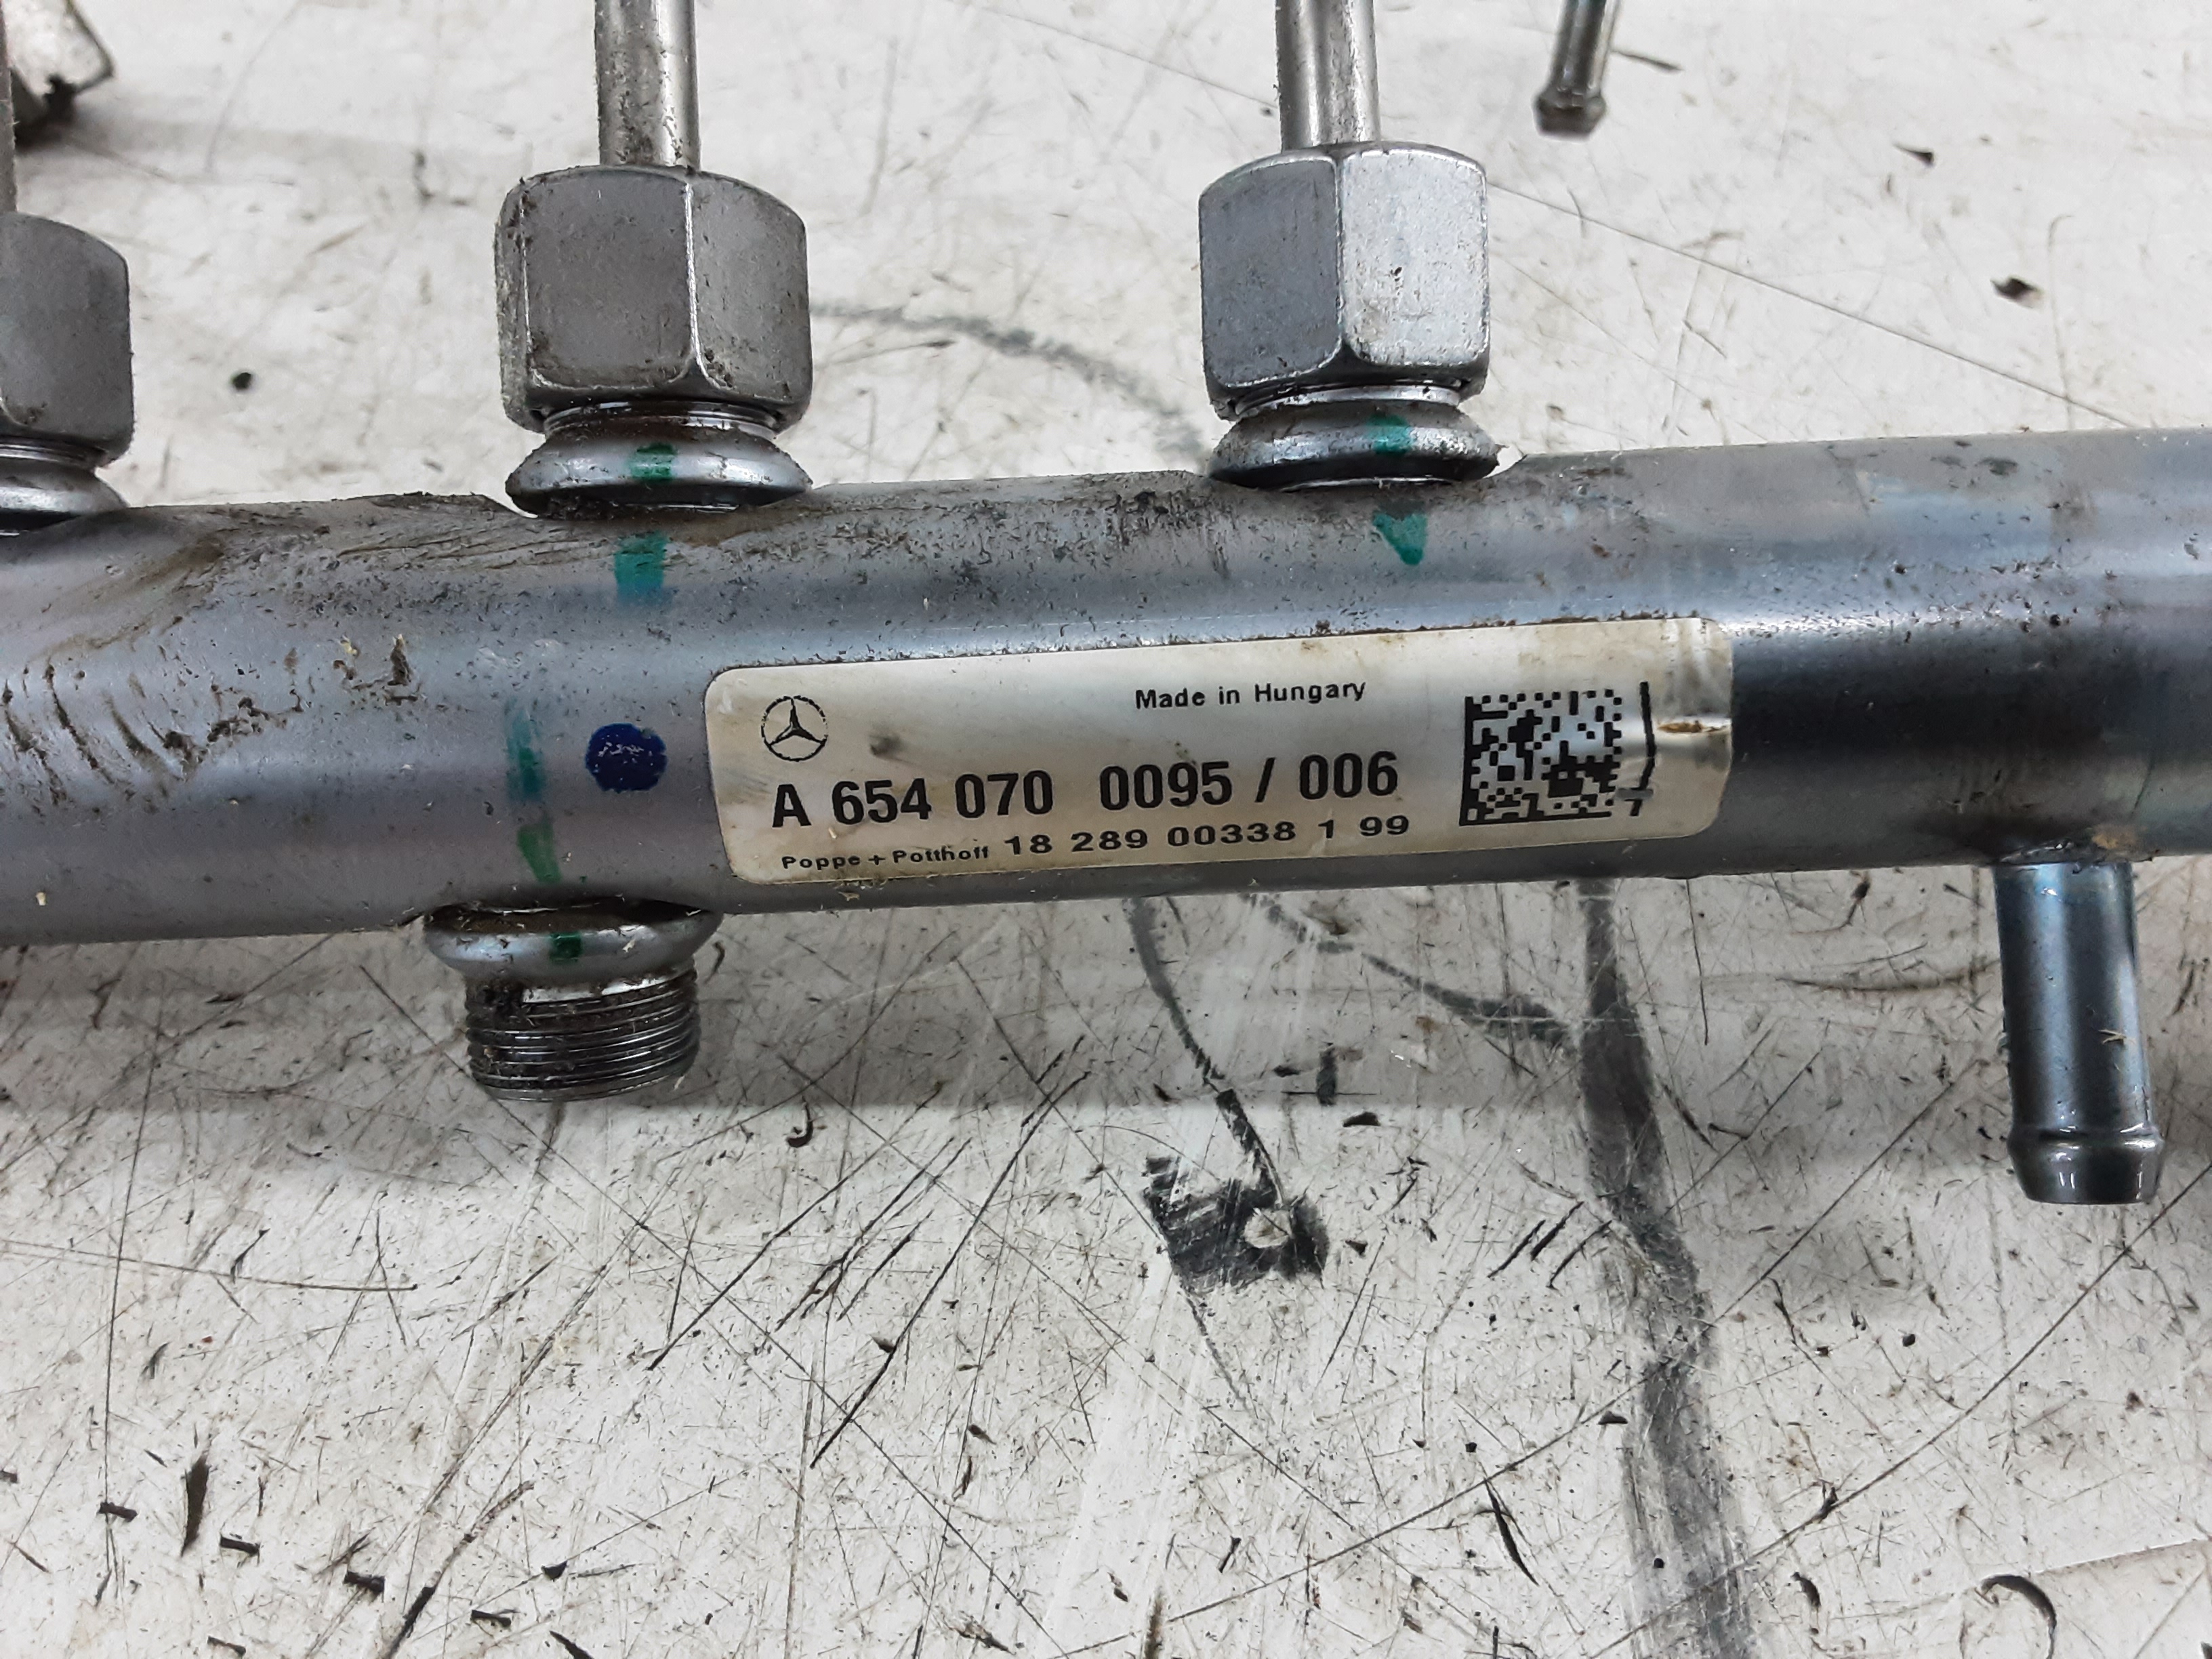 Made in Hungary
A 654 070 0095 / 006
Poppe + Potthoff 18 289 00338 1 99